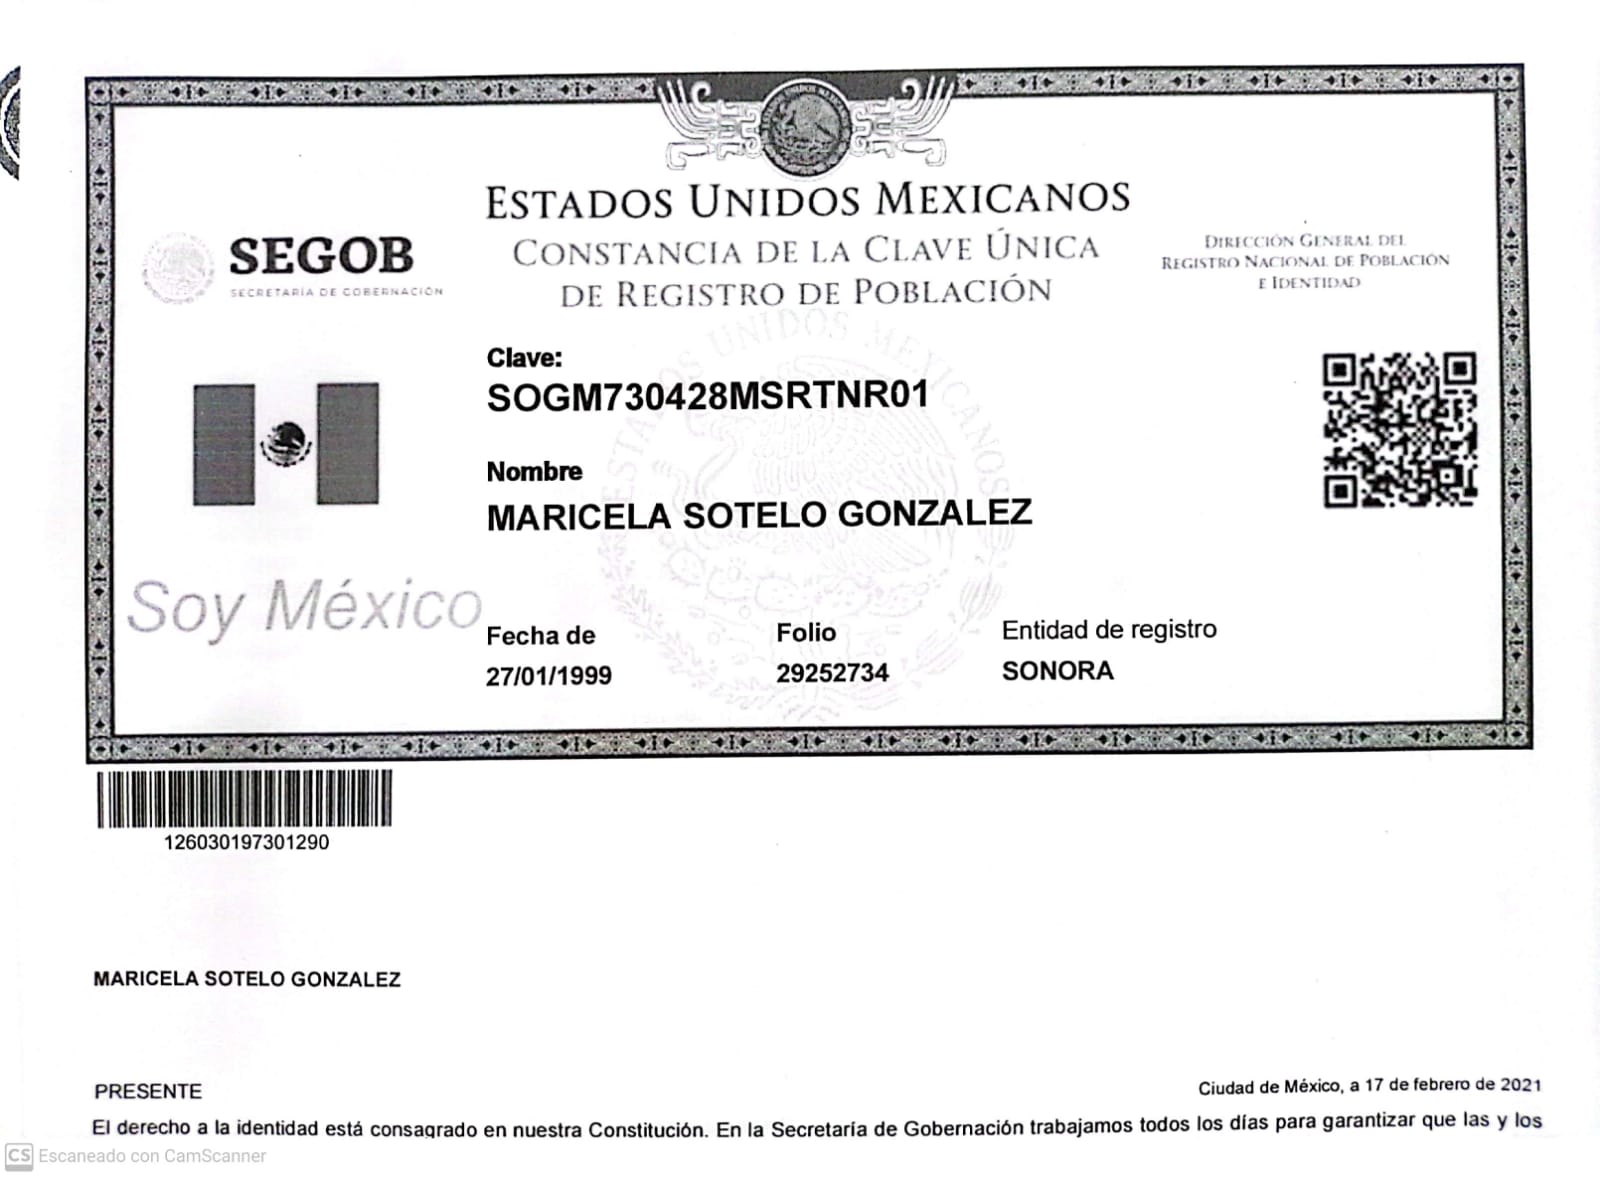 ESTADOS UNIDOS MEXICANOS
CONSTANCIA DE LA CLAVE ÚNICA
DE REGISTRO DE POBLACIÓN
SEGOB
SECRETARÍA DE GOBERNACIÓN
DIRECCIÓN GENERAL DEL
REGISTRO NACIONAL DE POBLACIÓN
E IDENTIDAD
Clave:
SOGM730428MSRTNR01
Nombre
MARICELA SOTELO GONZALEZ
Soy México
Fecha de
27/01/1999
Folio
29252734
Entidad de registro
SONORA
ESTADOS UNIDOS MEXICANOS
126030197301290
MARICELA SOTELO GONZALEZ
PRESENTE
Ciudad de México, a 17 de febrero de 2021
El derecho a la identidad está consagrado en nuestra Constitución. En la Secretaría de Gobernación trabajamos todos los días para garantizar que las y los
CS Escaneado con CamScanner